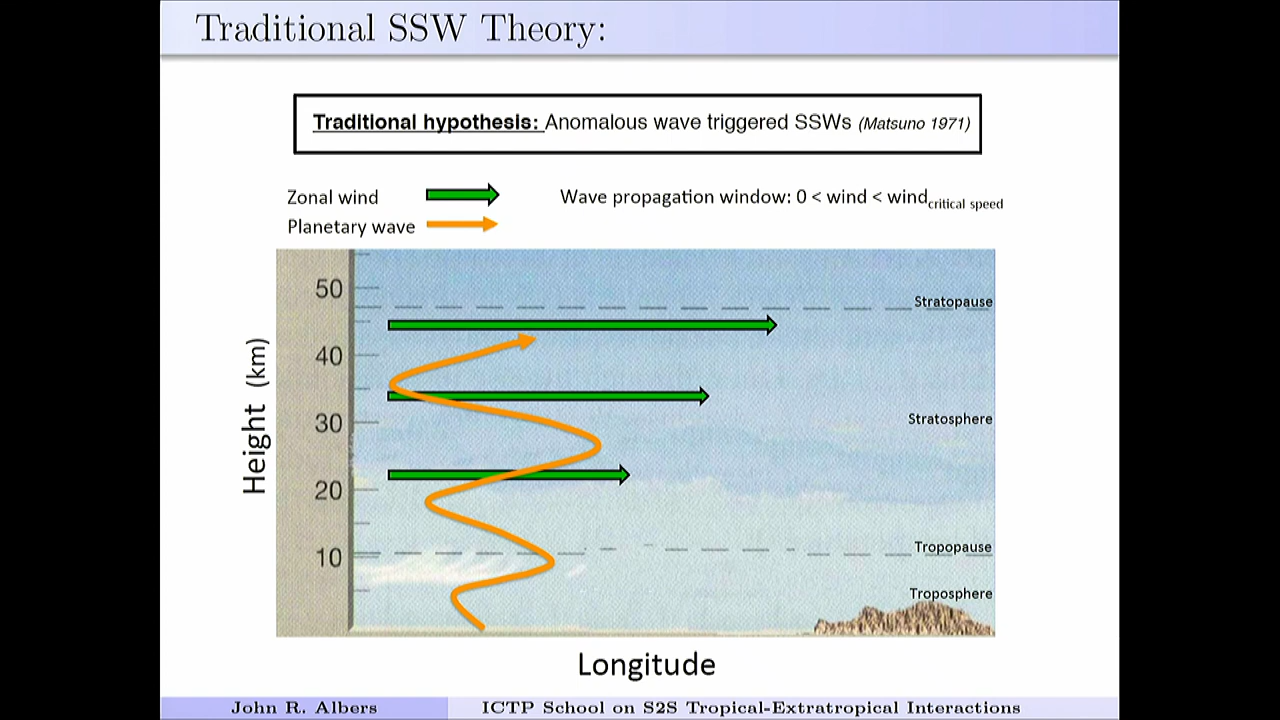 Traditional SSW Theory:
Traditional hypothesis: Anomalous wave triggered SSWs (Matsuno 1971)
Zonal wind
Wave propagation window: 0 < wind < wind critical speed
Planetary wave
50
Stratopause
40
Height (km)
30
Stratosphere
20
10
Tropopause
Troposphere
Longitude
John R. Albers
ICTP School on S2S Tropical-Extratropical Interactions